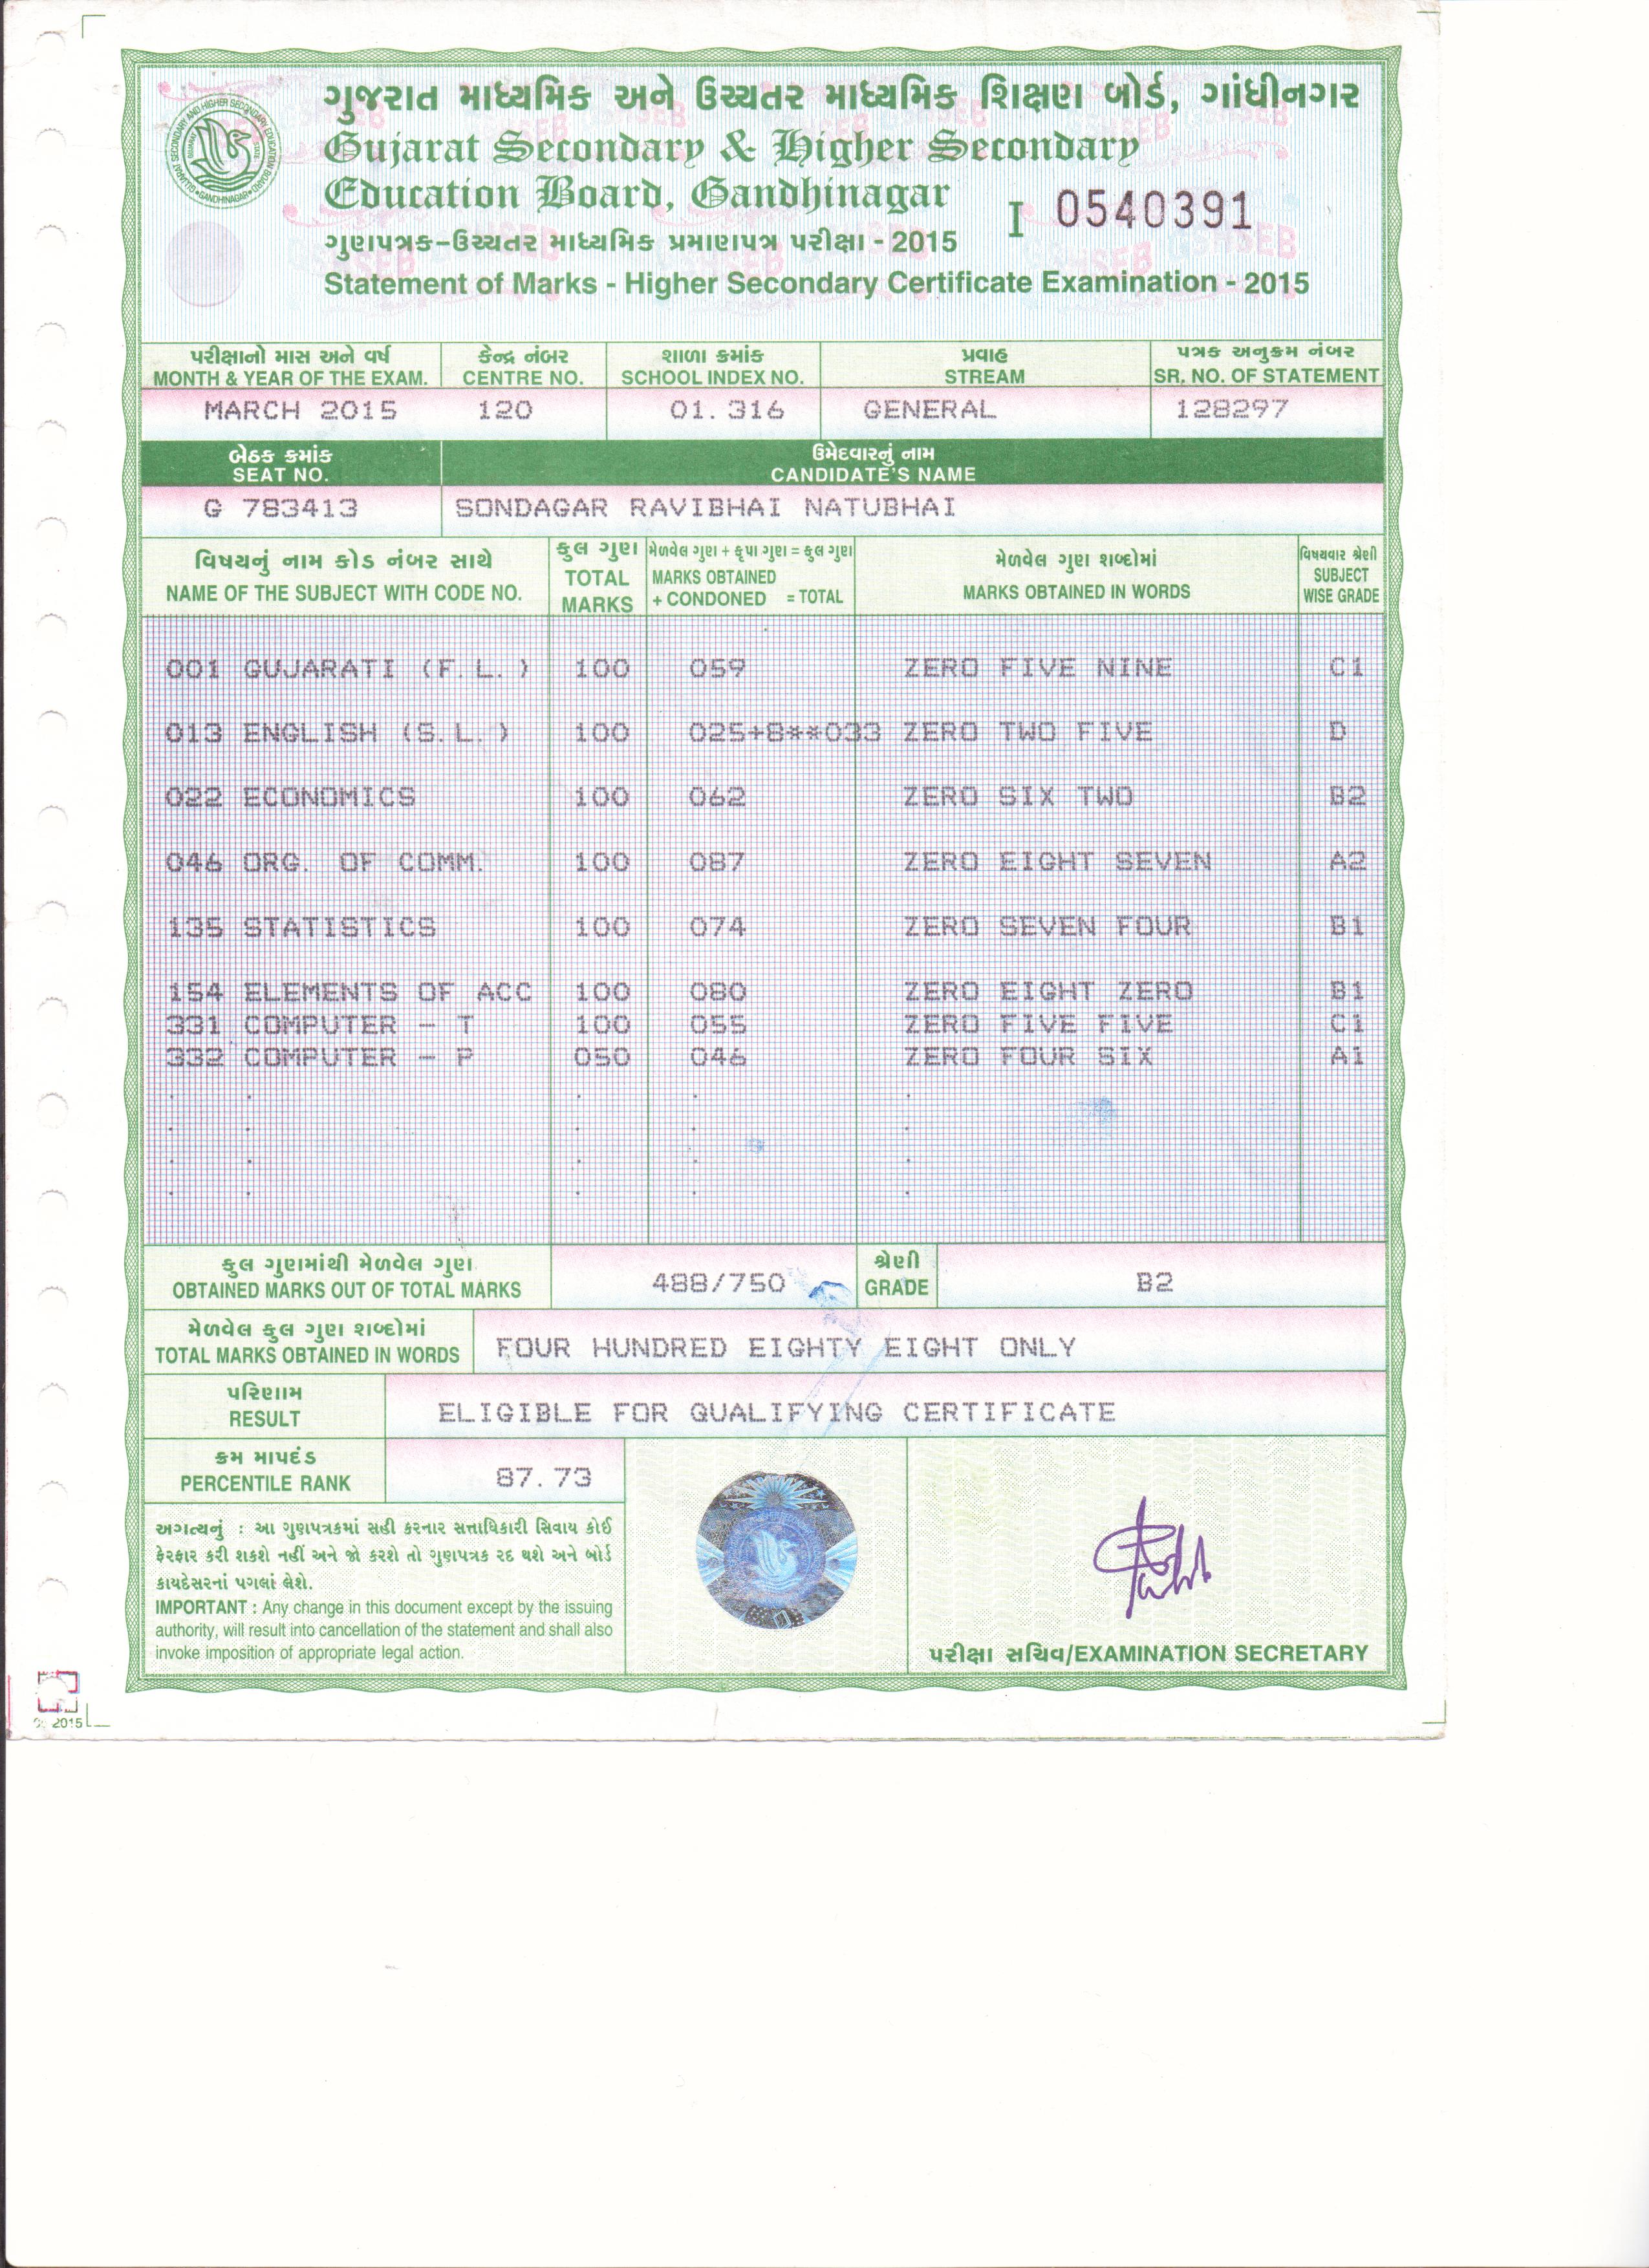 ગુજરાત માધ્યમિક અને ઉચ્ચતર માધ્યમિક શિક્ષણ બોર્ડ, ગાંધીનગર
Gujarat Secondary & Higher Secondary
Education Board, Gandhinagar
I 0540391
ગુણપત્રક-ઉચ્ચતર માધ્યમિક પ્રમાણપત્ર પરીક્ષા - 2015
Statement of Marks - Higher Secondary Certificate Examination - 2015
પરીક્ષાનો માસ અને વર્ષ કેન્દ્ર નંબર શાળા ક્રમાંક પ્રવાહ પત્રક અનુક્રમ નંબર
MONTH & YEAR OF THE EXAM. CENTRE NO. SCHOOL INDEX NO. STREAM SR. NO. OF STATEMENT
MARCH 2015 120 01.316 GENERAL 128297
બેઠક ક્રમાંક ઉમેદવારનું નામ
SEAT NO. CANDIDATE'S NAME
G 783413 SONDAGAR RAVIBHAI NATUBHAI
વિષયનું નામ કોડ નંબર સાથે કુલ ગુણ મેળવેલ ગુણ + કૃપા ગુણ = કુલ ગુણ મેળવેલ ગુણ શબ્દોમાં વિષયવાર શ્રેણી
NAME OF THE SUBJECT WITH CODE NO. TOTAL MARKS MARKS OBTAINED + CONDONED = TOTAL MARKS OBTAINED IN WORDS SUBJECT WISE GRADE
001 GUJARATI (F.L.) 100 059 ZERO FIVE NINE C1
013 ENGLISH (S.L.) 100 025+8**033 ZERO TWO FIVE D
022 ECONOMICS 100 062 ZERO SIX TWO B2
046 ORG. OF COMM. 100 087 ZERO EIGHT SEVEN A2
135 STATISTICS 100 074 ZERO SEVEN FOUR B1
154 ELEMENTS OF ACC 100 080 ZERO EIGHT ZERO B1
331 COMPUTER - T 100 055 ZERO FIVE FIVE C1
332 COMPUTER - P 050 046 ZERO FOUR SIX A1
કુલ ગુણમાંથી મેળવેલ ગુણ
OBTAINED MARKS OUT OF TOTAL MARKS 488/750 શ્રેણી GRADE B2
મેળવેલ કુલ ગુણ શબ્દોમાં
TOTAL MARKS OBTAINED IN WORDS FOUR HUNDRED EIGHTY EIGHT ONLY
પરિણામ
RESULT ELIGIBLE FOR QUALIFYING CERTIFICATE
ક્રમ માપદંડ
PERCENTILE RANK 87.73
અગત્યનું : આ ગુણપત્રકમાં સહી કરનાર સત્તાધિકારી સિવાય કોઈ
ફેરફાર કરી શકશે નહીં અને જો કરશે તો ગુણપત્રક રદ થશે અને બોર્ડ
કાયદેસરનાં પગલાં લેશે.
IMPORTANT : Any change in this document except by the issuing
authority, will result into cancellation of the statement and shall also
invoke imposition of appropriate legal action.
પરીક્ષા સચિવ/EXAMINATION SECRETARY
2015